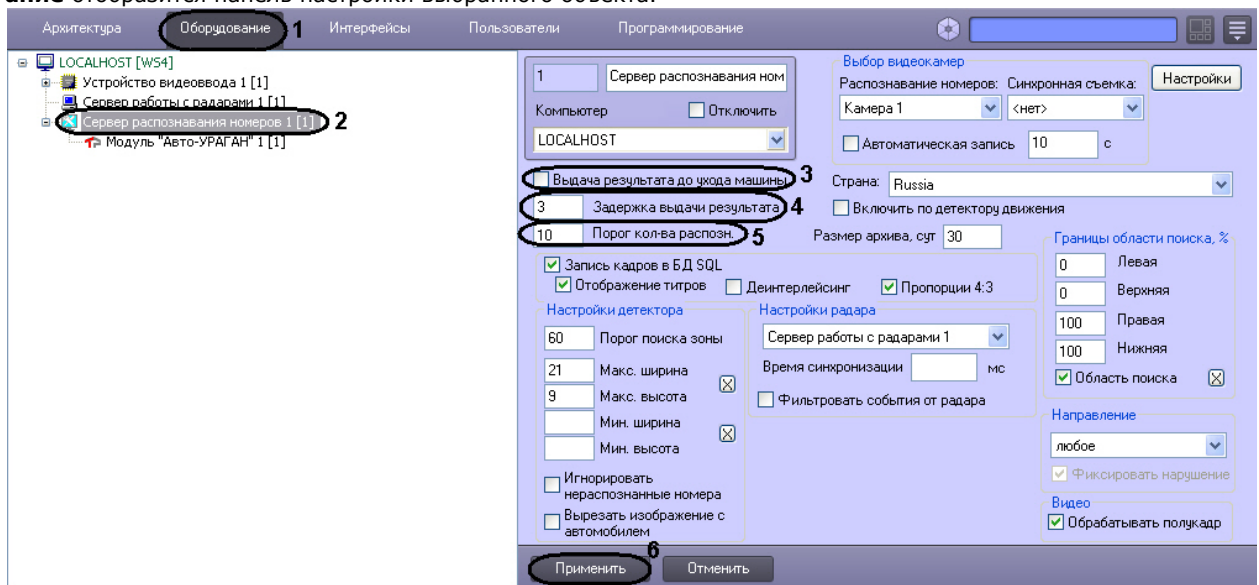 ание отобразится панель настройки выбранного объекта.
Архитектура Оборудование 1 Интерфейсы Пользователи Программирование
LOCALHOST [WS4]
Устройство видеоввода 1 [1]
Сервер работы с радарами 1 [1]
Сервер распознавания номеров 1 [1] 2
Модуль "Авто-УРАГАН" 1 [1]
1 Сервер распознавания ном
Компьютер Отключить
LOCALHOST
Выбор видеокамер
Распознавание номеров: Синхронная съемка: Настройки
Камера 1 <нет>
Автоматическая запись 10 с
Выдача результата до ухода машины 3
3 Задержка выдачи результата 4
10 Порог кол-ва распозн. 5
Страна: Russia
Включить по детектору движения
Размер архива, сут 30
Запись кадров в БД SQL
Отображение титров Деинтерлейсинг Пропорции 4:3
Границы области поиска, %
0 Левая
0 Верхняя
100 Правая
100 Нижняя
Область поиска
Настройки детектора
60 Порог поиска зоны
21 Макс. ширина
9 Макс. высота
Мин. ширина
Мин. высота
Игнорировать
нераспознанные номера
Вырезать изображение с
автомобилем
Настройки радара
Сервер работы с радарами 1
Время синхронизации мс
Фильтровать события от радара
Направление
любое
Фиксировать нарушение
Видео
Обрабатывать полукадр
6
Применить Отменить